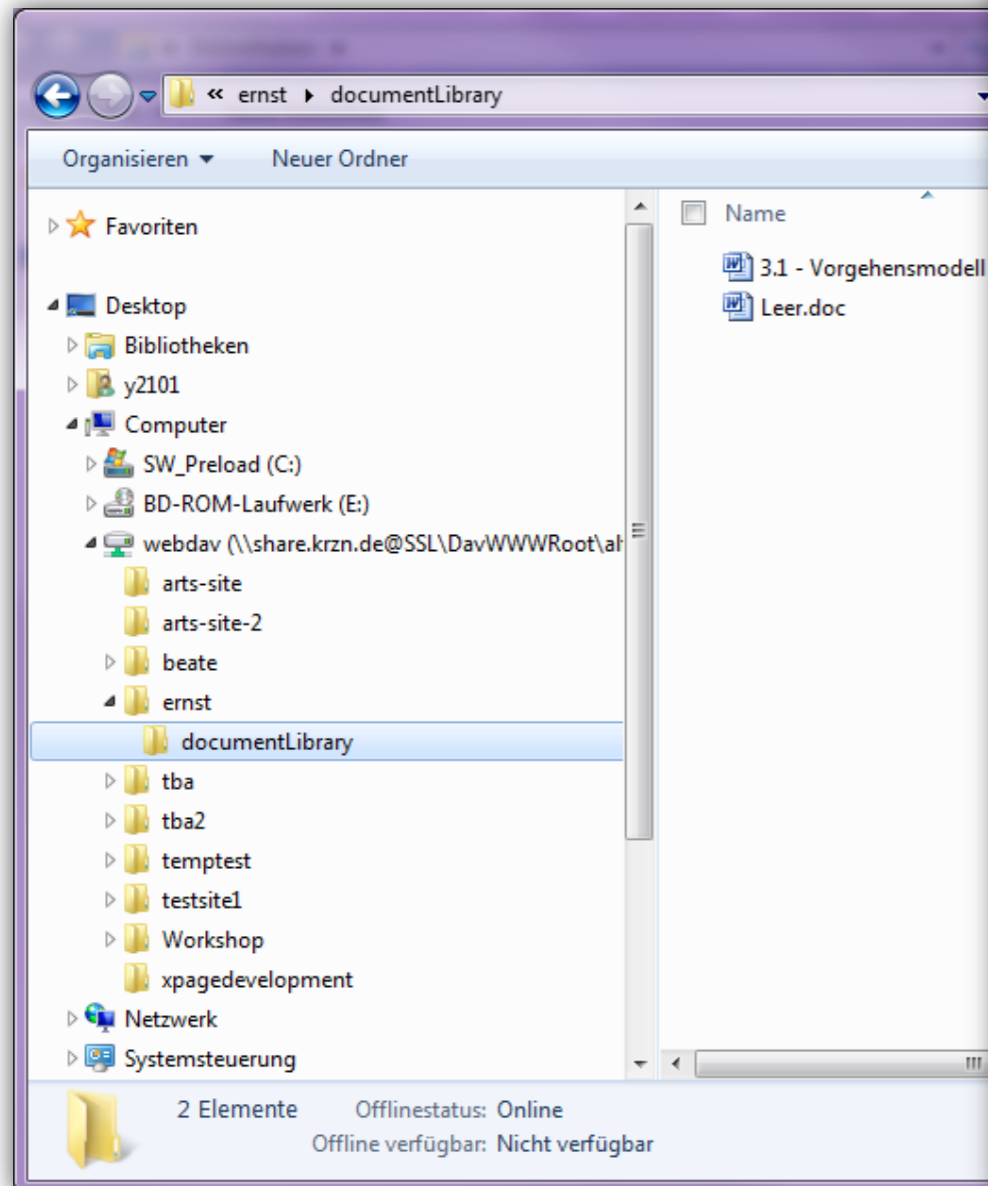 « ernst ▸ documentLibrary
Organisieren Neuer Ordner
Favoriten
Desktop
Bibliotheken
y2101
Computer
SW_Preload (C:)
BD-ROM-Laufwerk (E:)
webdav (\\share.krzn.de@SSL\DavWWWRoot\al
arts-site
arts-site-2
beate
ernst
documentLibrary
tba
tba2
temptest
testsite1
Workshop
xpagedevelopment
Netzwerk
Systemsteuerung
Name
3.1 - Vorgehensmodell
Leer.doc
2 Elemente Offlinestatus: Online
Offline verfügbar: Nicht verfügbar